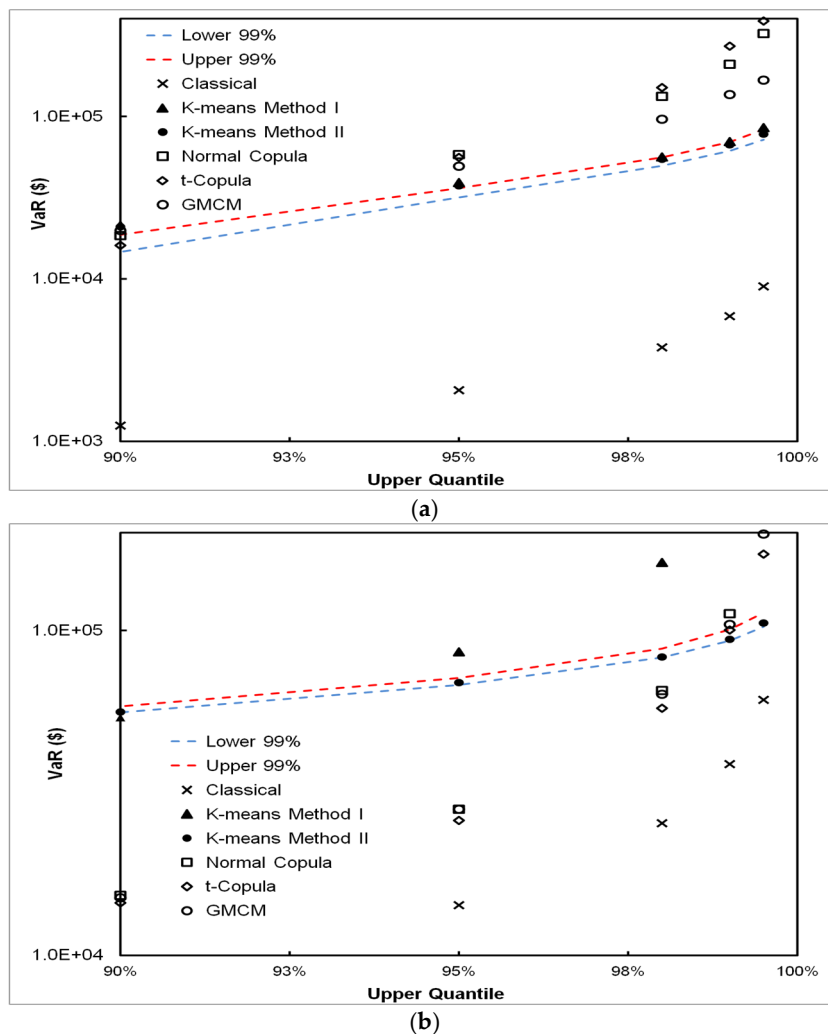 Lower 99%
Upper 99%
Classical
K-means Method I
K-means Method II
Normal Copula
t-Copula
GMCM
1.0E+05
1.0E+04
1.0E+03
VaR ($)
90% 93% 95% 98% 100%
Upper Quantile
(a)
1.0E+05
1.0E+04
VaR ($)
Lower 99%
Upper 99%
Classical
K-means Method I
K-means Method II
Normal Copula
t-Copula
GMCM
90% 93% 95% 98% 100%
Upper Quantile
(b)